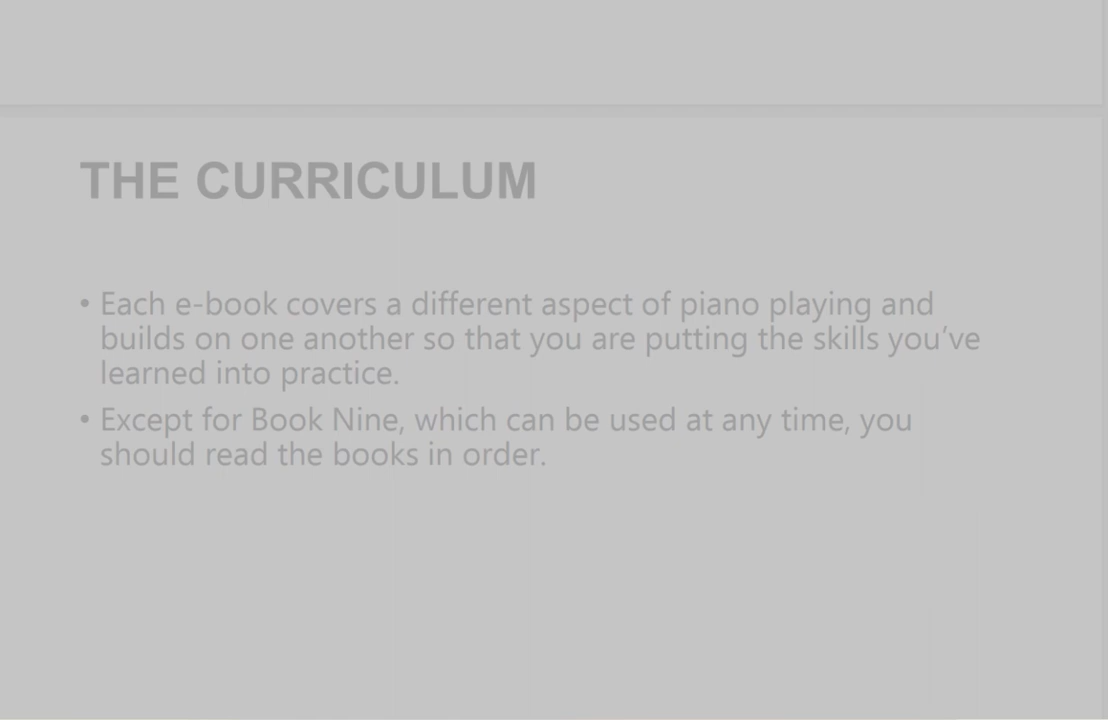 THE CURRICULUM
• Each e-book covers a different aspect of piano playing and
builds on one another so that you are putting the skills you’ve
learned into practice.
• Except for Book Nine, which can be used at any time, you
should read the books in order.